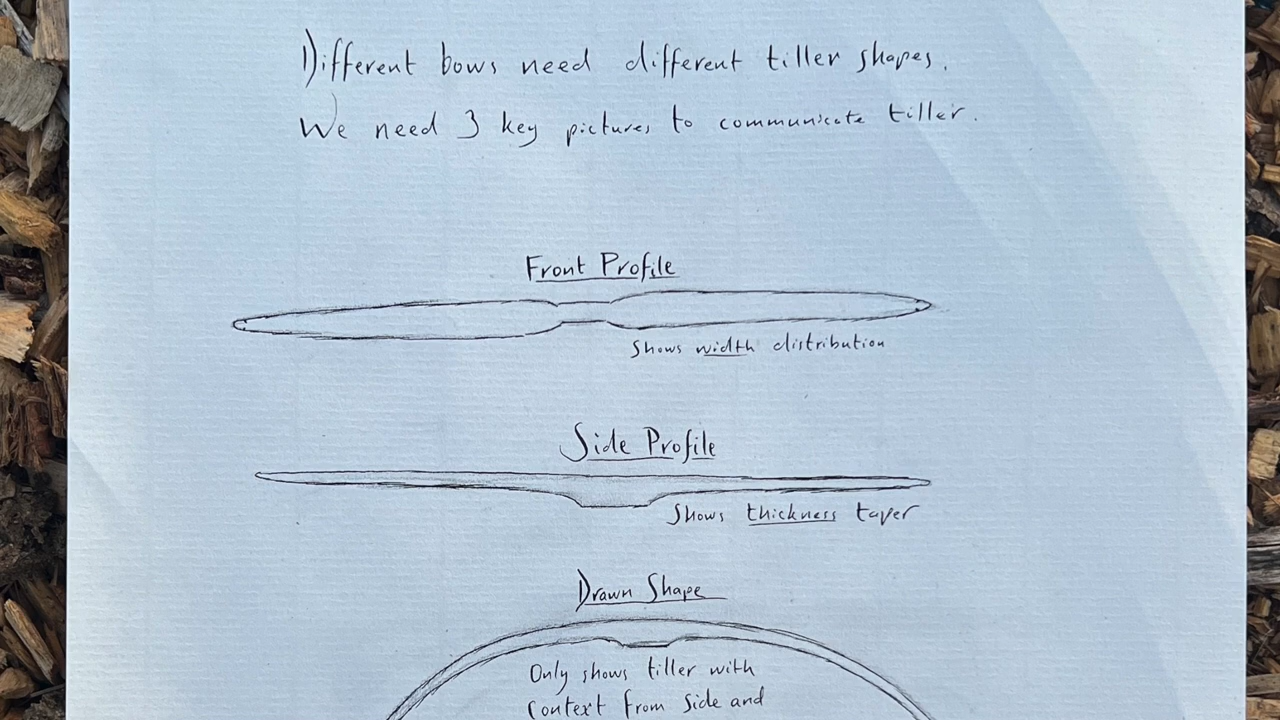 Different bows need different tiller shapes.
We need 3 key pictures to communicate tiller.
Front Profile
Shows width distribution
Side Profile
Shows thickness taper
Drawn Shape
Only shows tiller with
context from side and